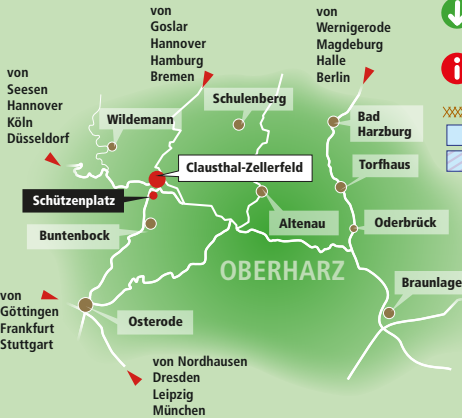 von
Goslar
Hannover
Hamburg
Bremen
von
Wernigerode
Magdeburg
Halle
Berlin
von
Seesen
Hannover
Köln
Düsseldorf
Wildemann
Schulenberg
Bad
Harzburg
Clausthal-Zellerfeld
Torfhaus
Schützenplatz
Buntenbock
Altenau
Oderbrück
OBERHARZ
Braunlage
von
Göttingen
Frankfurt
Stuttgart
Osterode
von Nordhausen
Dresden
Leipzig
München